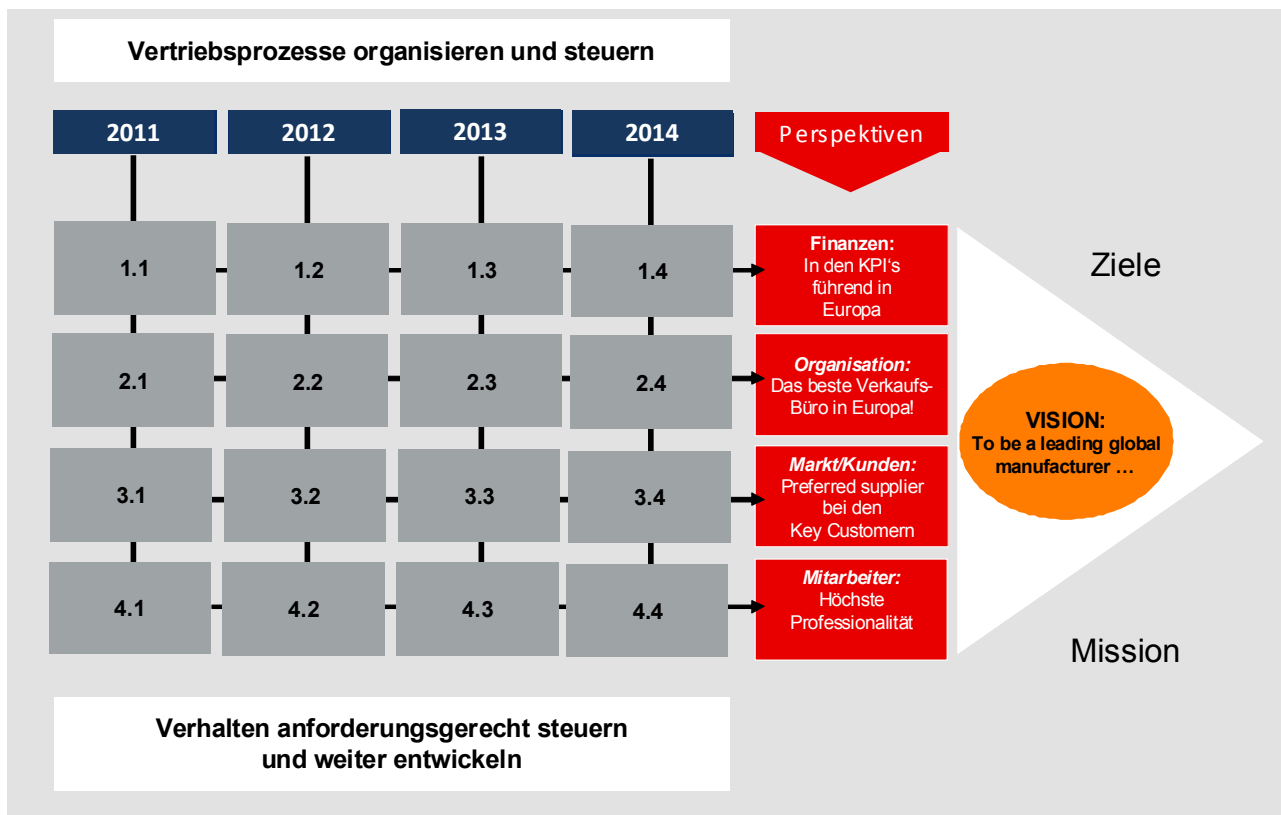 Vertriebsprozesse organisieren und steuern
2011
2012
2013
2014
Perspektiven
1.1
1.2
1.3
1.4
Finanzen:
In den KPI‘s
führend in
Europa
Ziele
2.1
2.2
2.3
2.4
Organisation:
Das beste Verkaufs-
Büro in Europa!
VISION:
To be a leading global
manufacturer …
3.1
3.2
3.3
3.4
Markt/Kunden:
Preferred supplier
bei den
Key Customern
4.1
4.2
4.3
4.4
Mitarbeiter:
Höchste
Professionalität
Mission
Verhalten anforderungsgerecht steuern
und weiter entwickeln